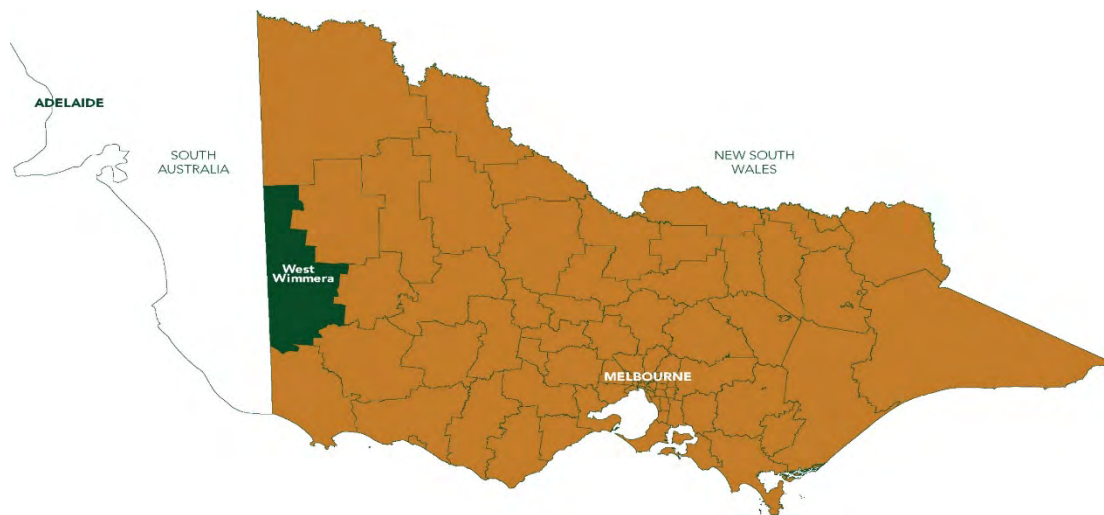 ADELAIDE
SOUTH
AUSTRALIA
NEW SOUTH
WALES
West
Wimmera
MELBOURNE